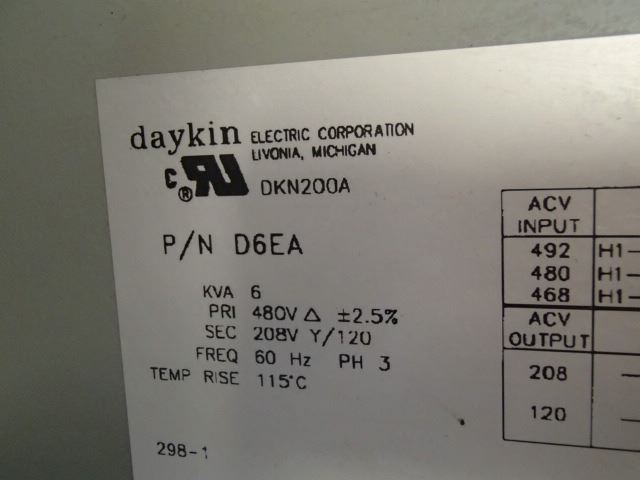 daykin ELECTRIC CORPORATION
LIVONIA, MICHIGAN
c RU ® DKN200A
P/N D6EA
KVA 6
PRI 480V Δ ±2.5%
SEC 208V Y/120
FREQ 60 Hz PH 3
TEMP RISE 115°C
298-1
ACV
INPUT
492 H1-
480 H1-
468 H1-
ACV
OUTPUT
208
120